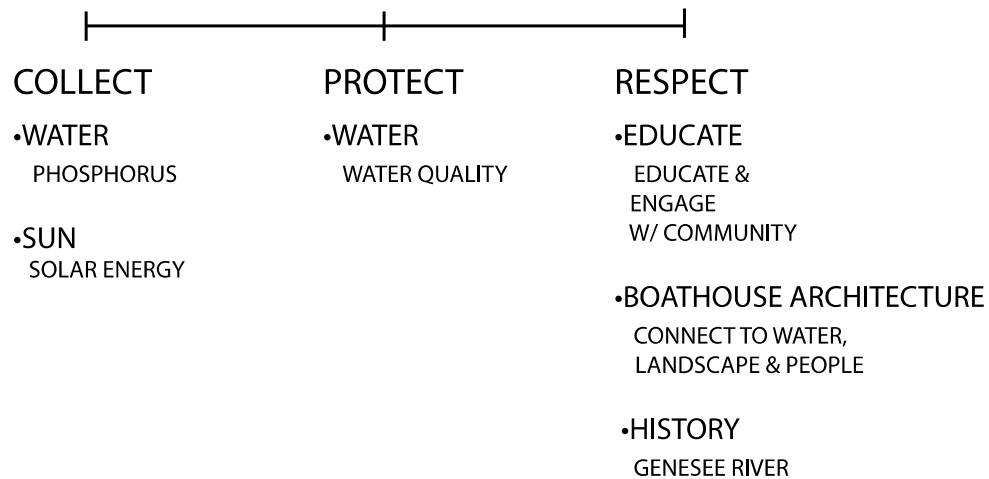 COLLECT
•WATER
PHOSPHORUS
•SUN
SOLAR ENERGY
PROTECT
•WATER
WATER QUALITY
RESPECT
•EDUCATE
EDUCATE &
ENGAGE
W/ COMMUNITY
•BOATHOUSE ARCHITECTURE
CONNECT TO WATER,
LANDSCAPE & PEOPLE
•HISTORY
GENESEE RIVER